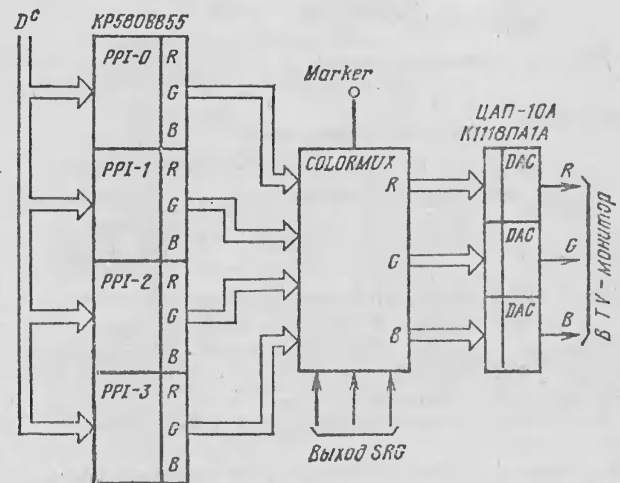 Dᶜ
КР580ВВ55
PPI-0
R
G
B
PPI-1
R
G
B
PPI-2
R
G
B
PPI-3
R
G
B
Marker
COLORMUX
R
G
B
Выход SRG
ЦАП-10А
К1118ПА1А
DAC
R
DAC
G
DAC
B
В TV-монитор